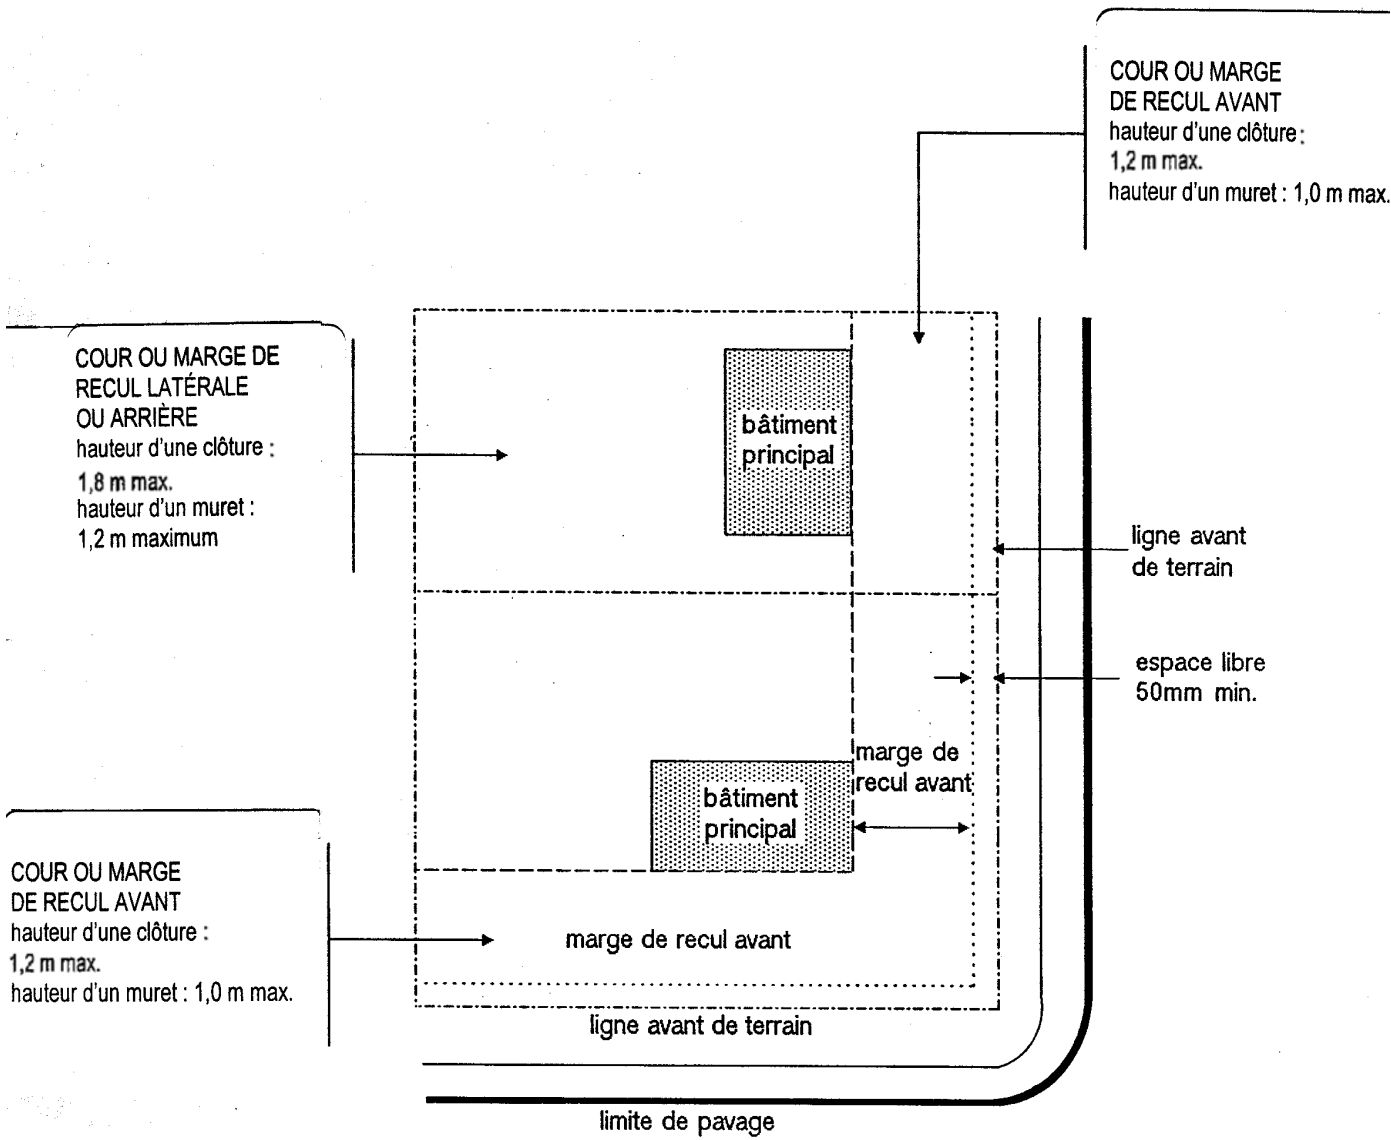 COUR OU MARGE
DE RECUL AVANT
hauteur d'une clôture :
1,2 m max.
hauteur d'un muret : 1,0 m max.
COUR OU MARGE DE
RECUL LATÉRALE
OU ARRIÈRE
hauteur d'une clôture :
1,8 m max.
hauteur d'un muret :
1,2 m maximum
bâtiment
principal
ligne avant
de terrain
espace libre
50mm min.
marge de
recul avant
bâtiment
principal
COUR OU MARGE
DE RECUL AVANT
hauteur d'une clôture :
1,2 m max.
hauteur d'un muret : 1,0 m max.
marge de recul avant
ligne avant de terrain
limite de pavage